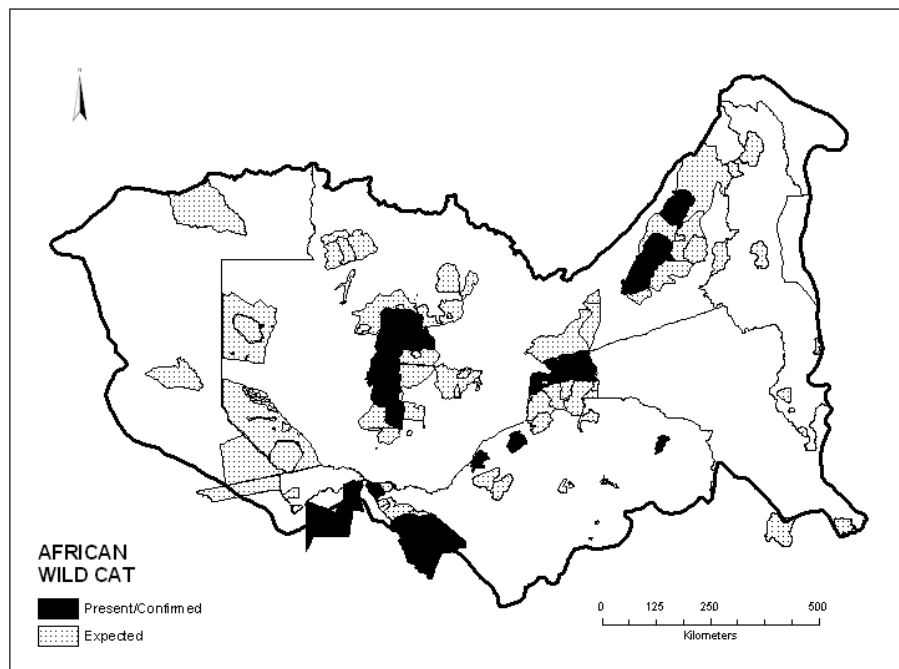 N
AFRICAN
WILD CAT
Present/Confirmed
Expected
0 125 250 500
Kilometers